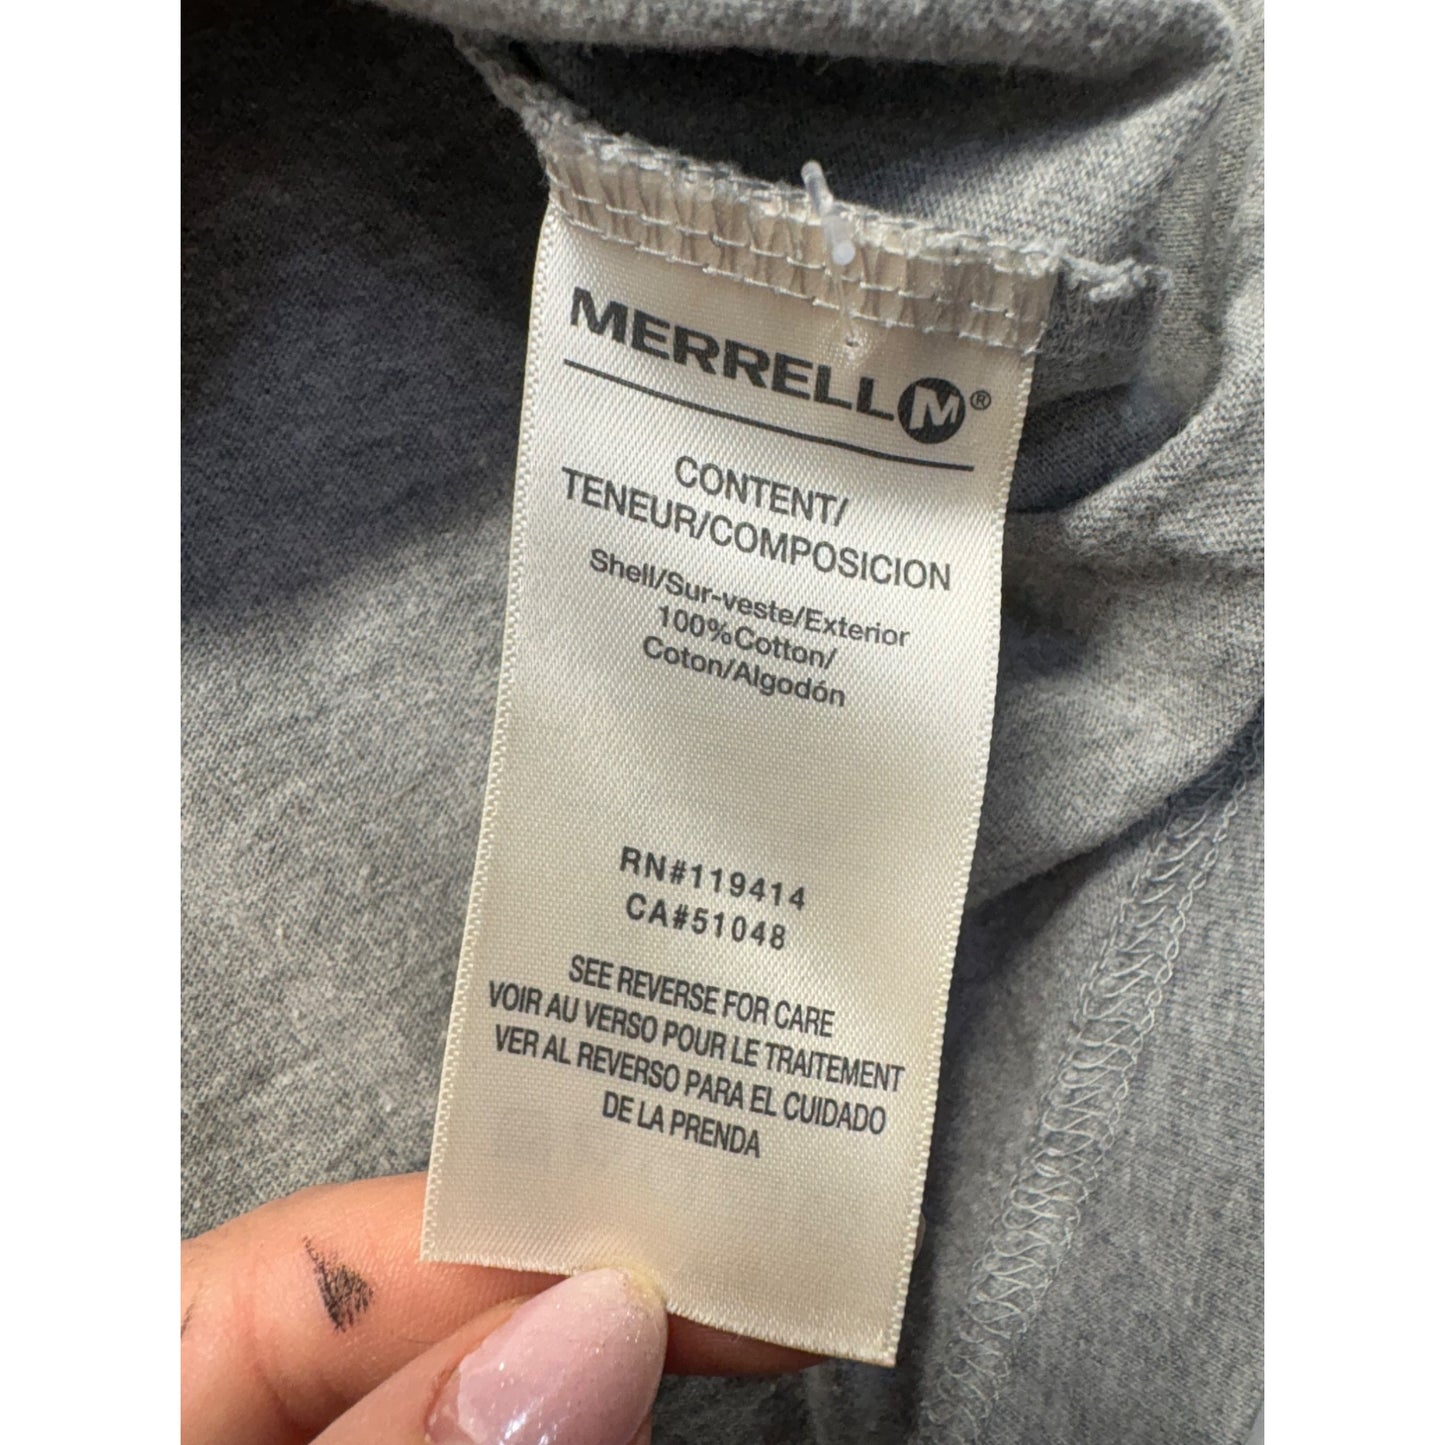 MERRELL M®
CONTENT/
TENEUR/COMPOSICION
Shell/Sur-veste/Exterior
100%Cotton/
Coton/Algodón
RN#119414
CA#51048
SEE REVERSE FOR CARE
VOIR AU VERSO POUR LE TRAITEMENT
VER AL REVERSO PARA EL CUIDADO
DE LA PRENDA